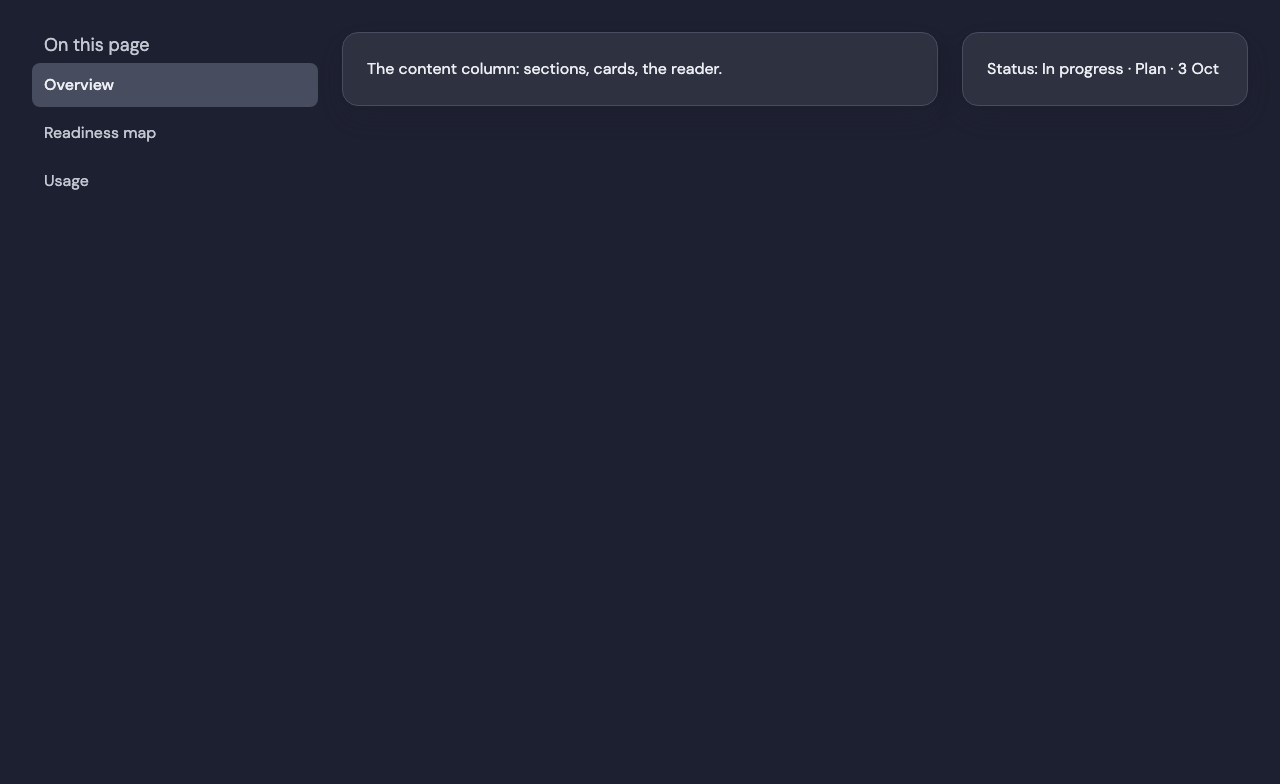 On this page
Overview
Readiness map
Usage
The content column: sections, cards, the reader.
Status: In progress · Plan · 3 Oct